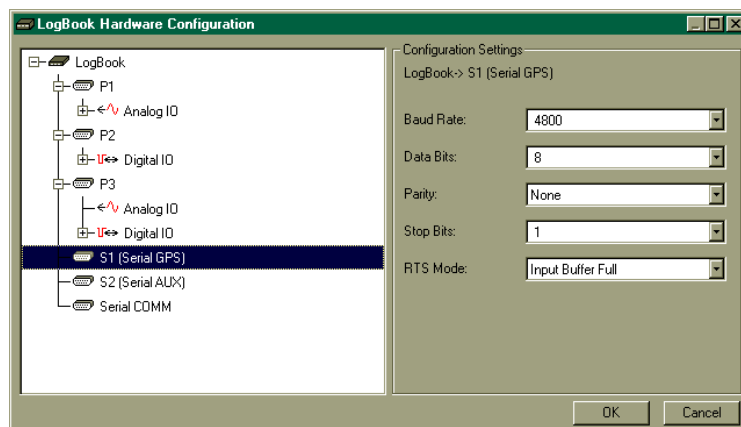 LogBook Hardware Configuration
LogBook
P1
Analog IO
P2
Digital IO
P3
Analog IO
Digital IO
S1 (Serial GPS)
S2 (Serial AUX)
Serial COMM
Configuration Settings
LogBook-> S1 (Serial GPS)
Baud Rate: 4800
Data Bits: 8
Parity: None
Stop Bits: 1
RTS Mode: Input Buffer Full
OK Cancel